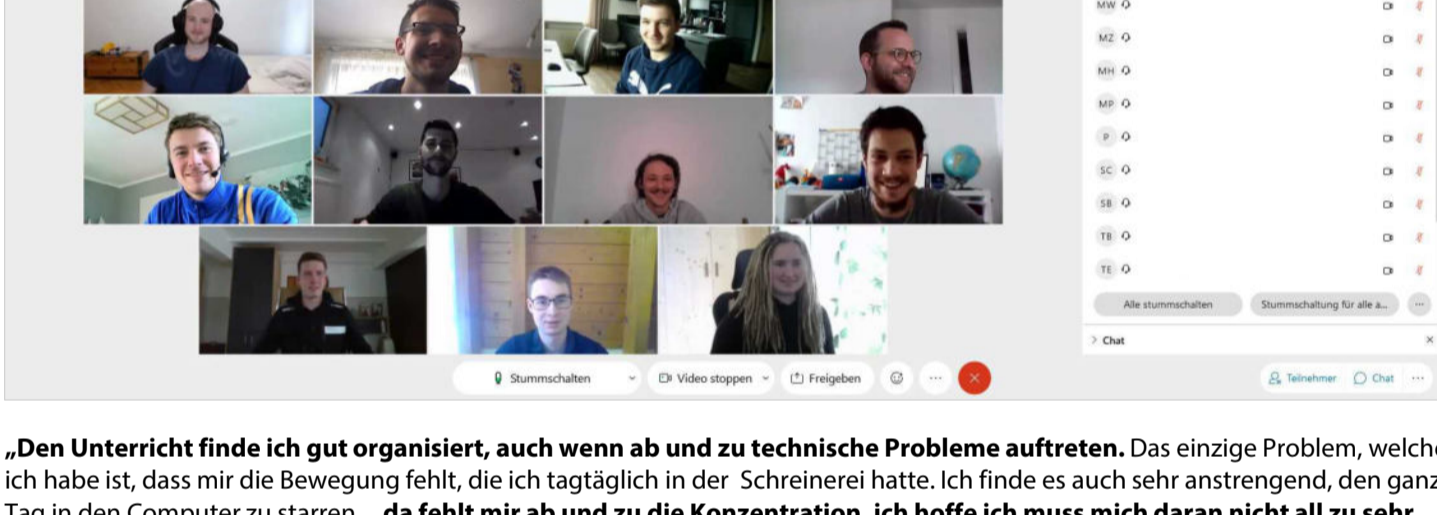 MW
MZ
MH
MP
P
SC
SB
TB
TE
Alle stummschalten
Stummschaltung für alle a...
Chat
Stummschalten
Video stoppen
Freigeben
Teilnehmer
Chat
„Den Unterricht finde ich gut organisiert, auch wenn ab und zu technische Probleme auftreten. Das einzige Problem, welche
ich habe ist, dass mir die Bewegung fehlt, die ich tagtäglich in der Schreinerei hatte. Ich finde es auch sehr anstrengend, den ganz
Tag in den Computer zu starren, da fehlt mir ab und zu die Konzentration, ich hoffe ich muss mich daran nicht all zu sehr